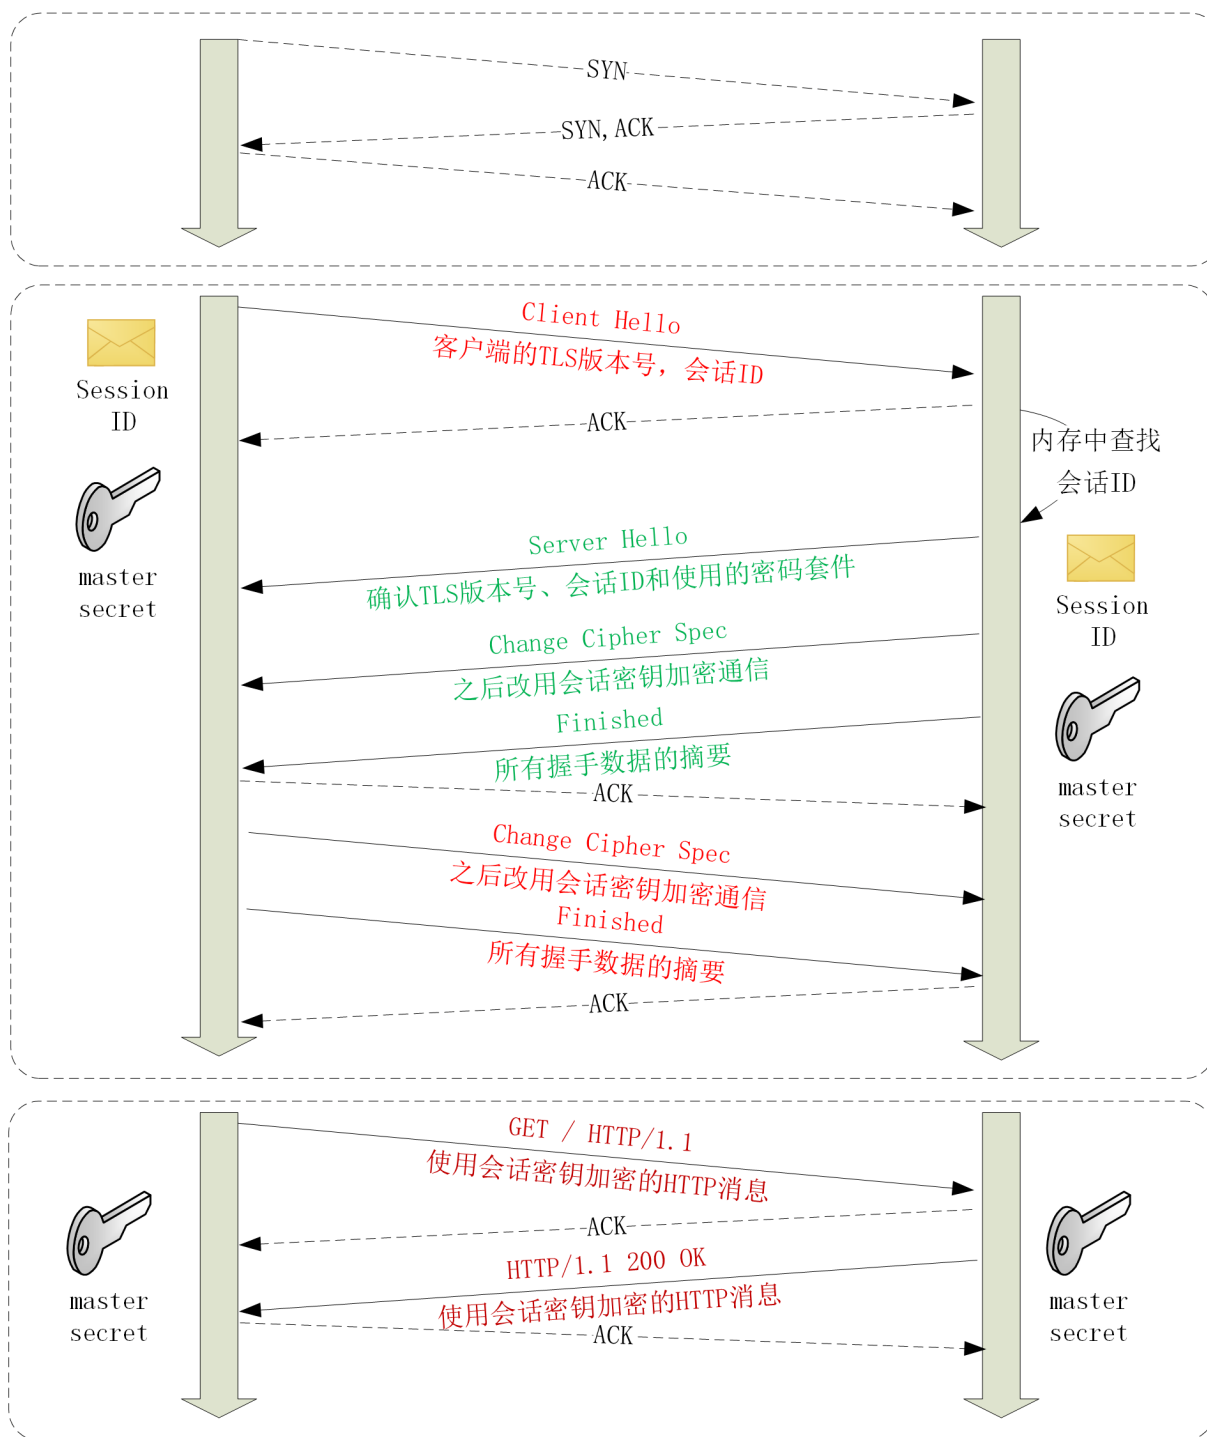 SYN
SYN,ACK
ACK
Client Hello
客户端的TLS版本号，会话ID
Session
ID
ACK
内存中查找
会话ID
master
secret
Server Hello
确认TLS版本号、会话ID和使用的密码套件
Session
ID
Change Cipher Spec
之后改用会话密钥加密通信
Finished
所有握手数据的摘要
ACK
master
secret
Change Cipher Spec
之后改用会话密钥加密通信
Finished
所有握手数据的摘要
ACK
GET / HTTP/1.1
使用会话密钥加密的HTTP消息
ACK
HTTP/1.1 200 OK
使用会话密钥加密的HTTP消息
master
secret
master
secret
ACK